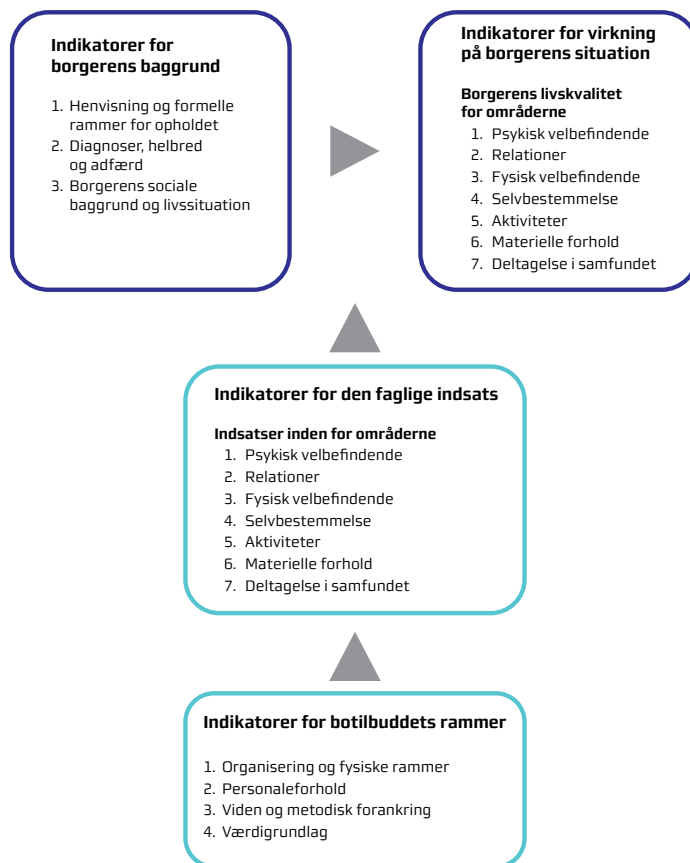 Indikatorer for
borgerens baggrund
1. Henvisning og formelle
rammer for opholdet
2. Diagnoser, helbred
og adfærd
3. Borgerens sociale
baggrund og livssituation
Indikatorer for virkning
på borgerens situation
Borgerens livskvalitet
for områderne
1. Psykisk velbefindende
2. Relationer
3. Fysisk velbefindende
4. Selvbestemmelse
5. Aktiviteter
6. Materielle forhold
7. Deltagelse i samfundet
Indikatorer for den faglige indsats
Indsatser inden for områderne
1. Psykisk velbefindende
2. Relationer
3. Fysisk velbefindende
4. Selvbestemmelse
5. Aktiviteter
6. Materielle forhold
7. Deltagelse i samfundet
Indikatorer for botilbuddets rammer
1. Organisering og fysiske rammer
2. Personaleforhold
3. Viden og metodisk forankring
4. Værdigrundlag